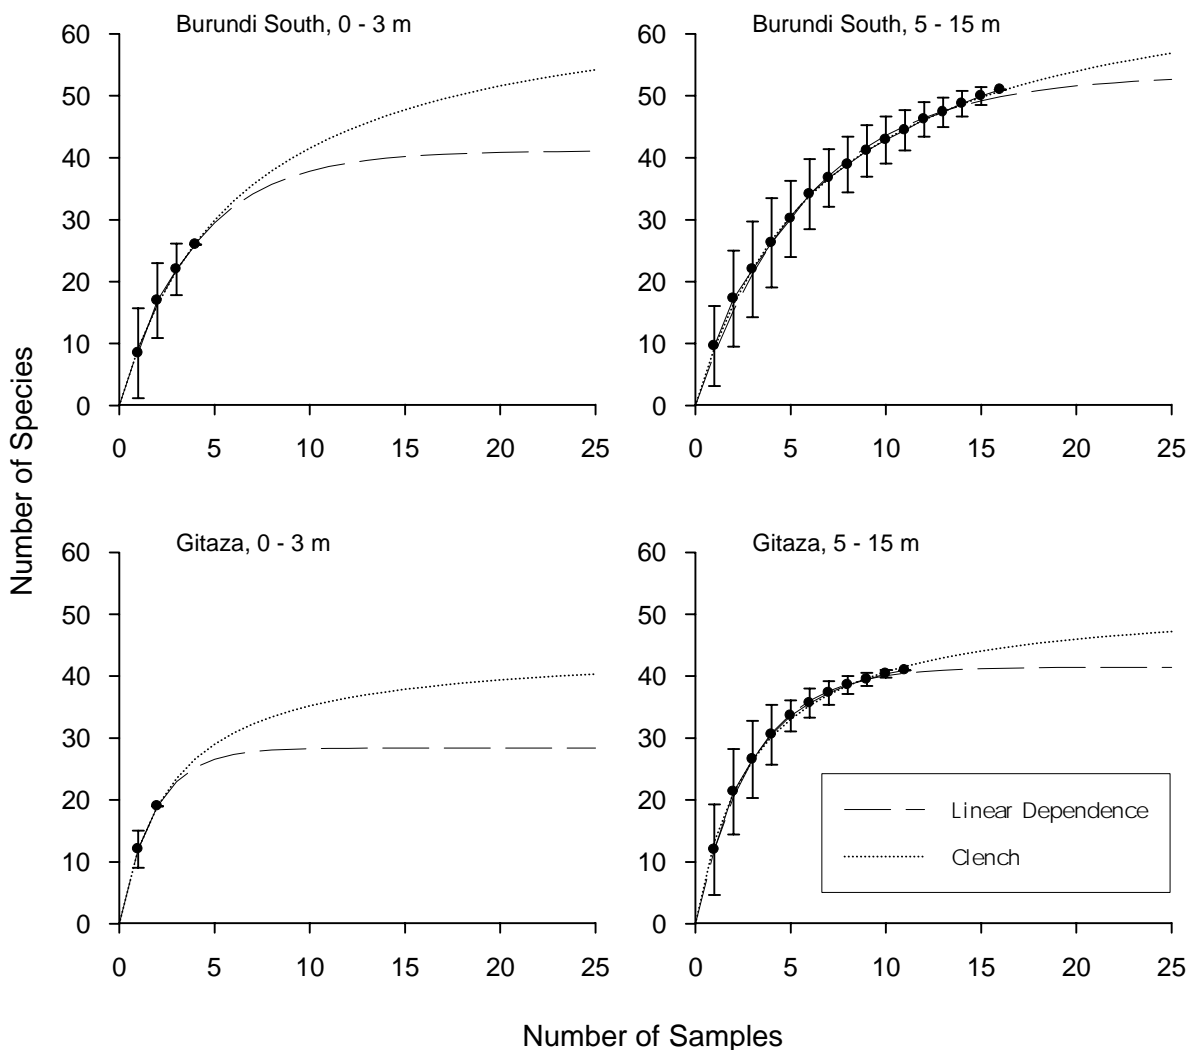 Burundi South, 0 - 3 m
60
50
40
30
20
10
0
0 5 10 15 20 25
Burundi South, 5 - 15 m
60
50
40
30
20
10
0
0 5 10 15 20 25
Number of Species
Gitaza, 0 - 3 m
60
50
40
30
20
10
0
0 5 10 15 20 25
Gitaza, 5 - 15 m
60
50
40
30
20
10
0
0 5 10 15 20 25
Linear Dependence
Clench
Number of Samples